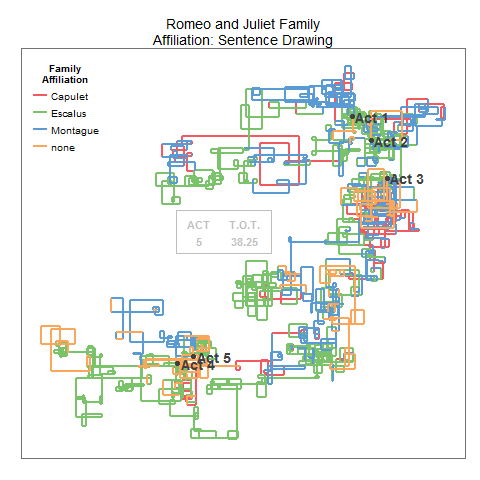 Romeo and Juliet Family
Affiliation: Sentence Drawing
Family
Affiliation
Capulet
Escalus
Montague
none
Act 1
Act 2
Act 3
ACT T.O.T.
5 38.25
Act 5
Act 4